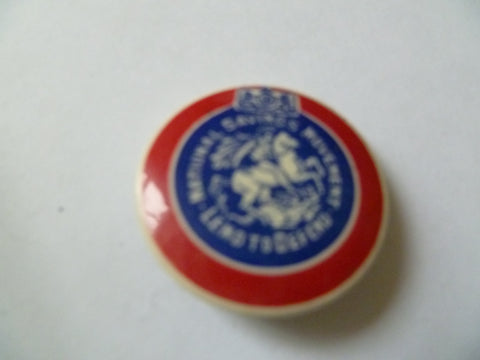 NATIONAL SAVINGS MOVEMENT
LEND TO DEFEND